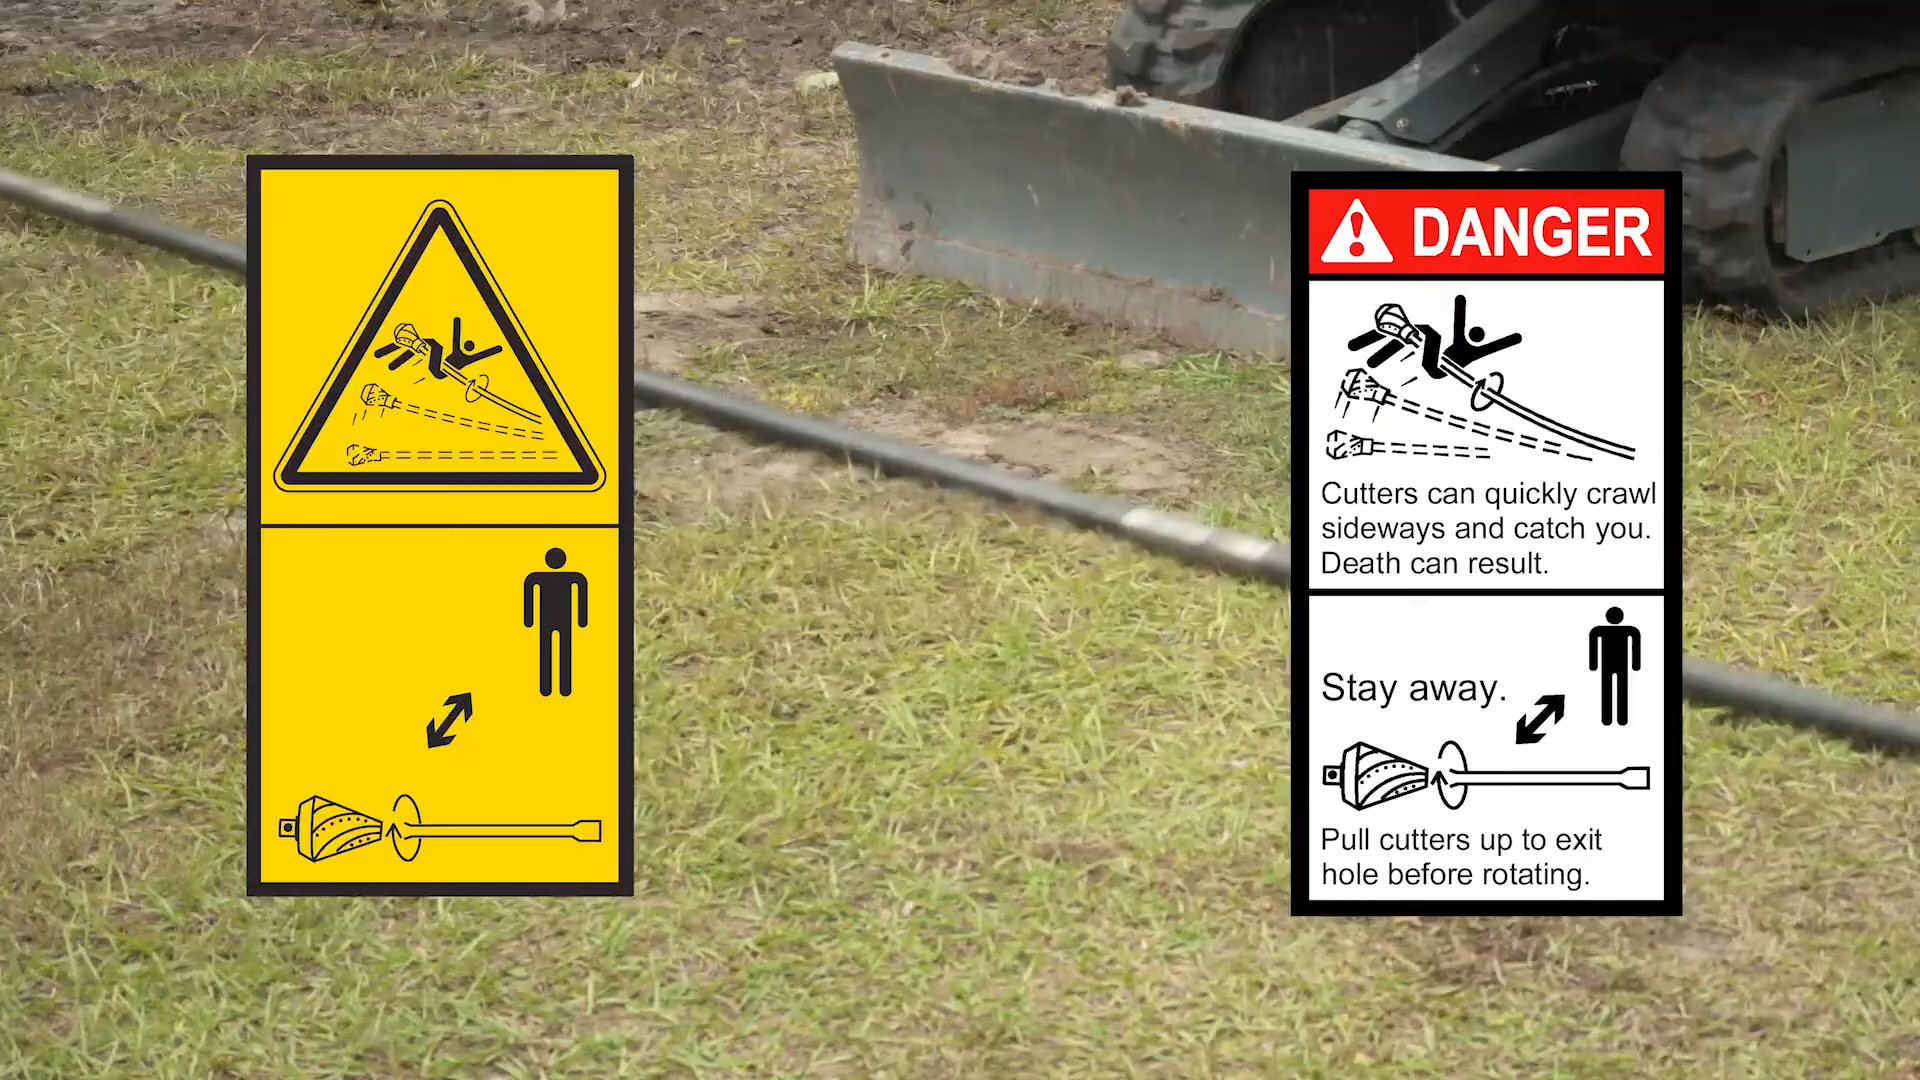 DANGER
Cutters can quickly crawl
sideways and catch you.
Death can result.
Stay away.
Pull cutters up to exit
hole before rotating.